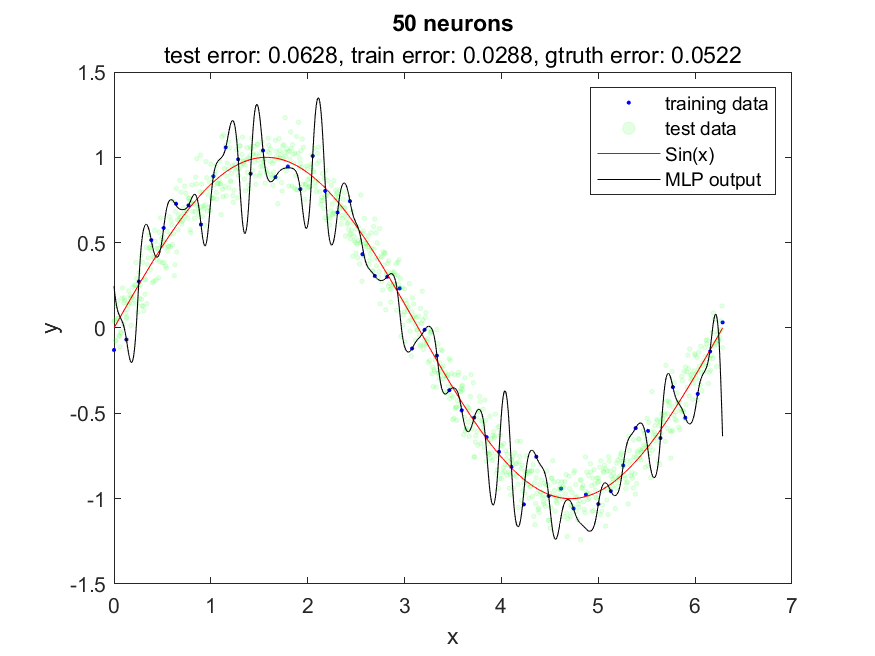 50 neurons
test error: 0.0628, train error: 0.0288, gtruth error: 0.0522
1.5
training data
test data
Sin(x)
MLP output
1
0.5
y
0
-0.5
-1
-1.5
0 1 2 3 4 5 6 7
x